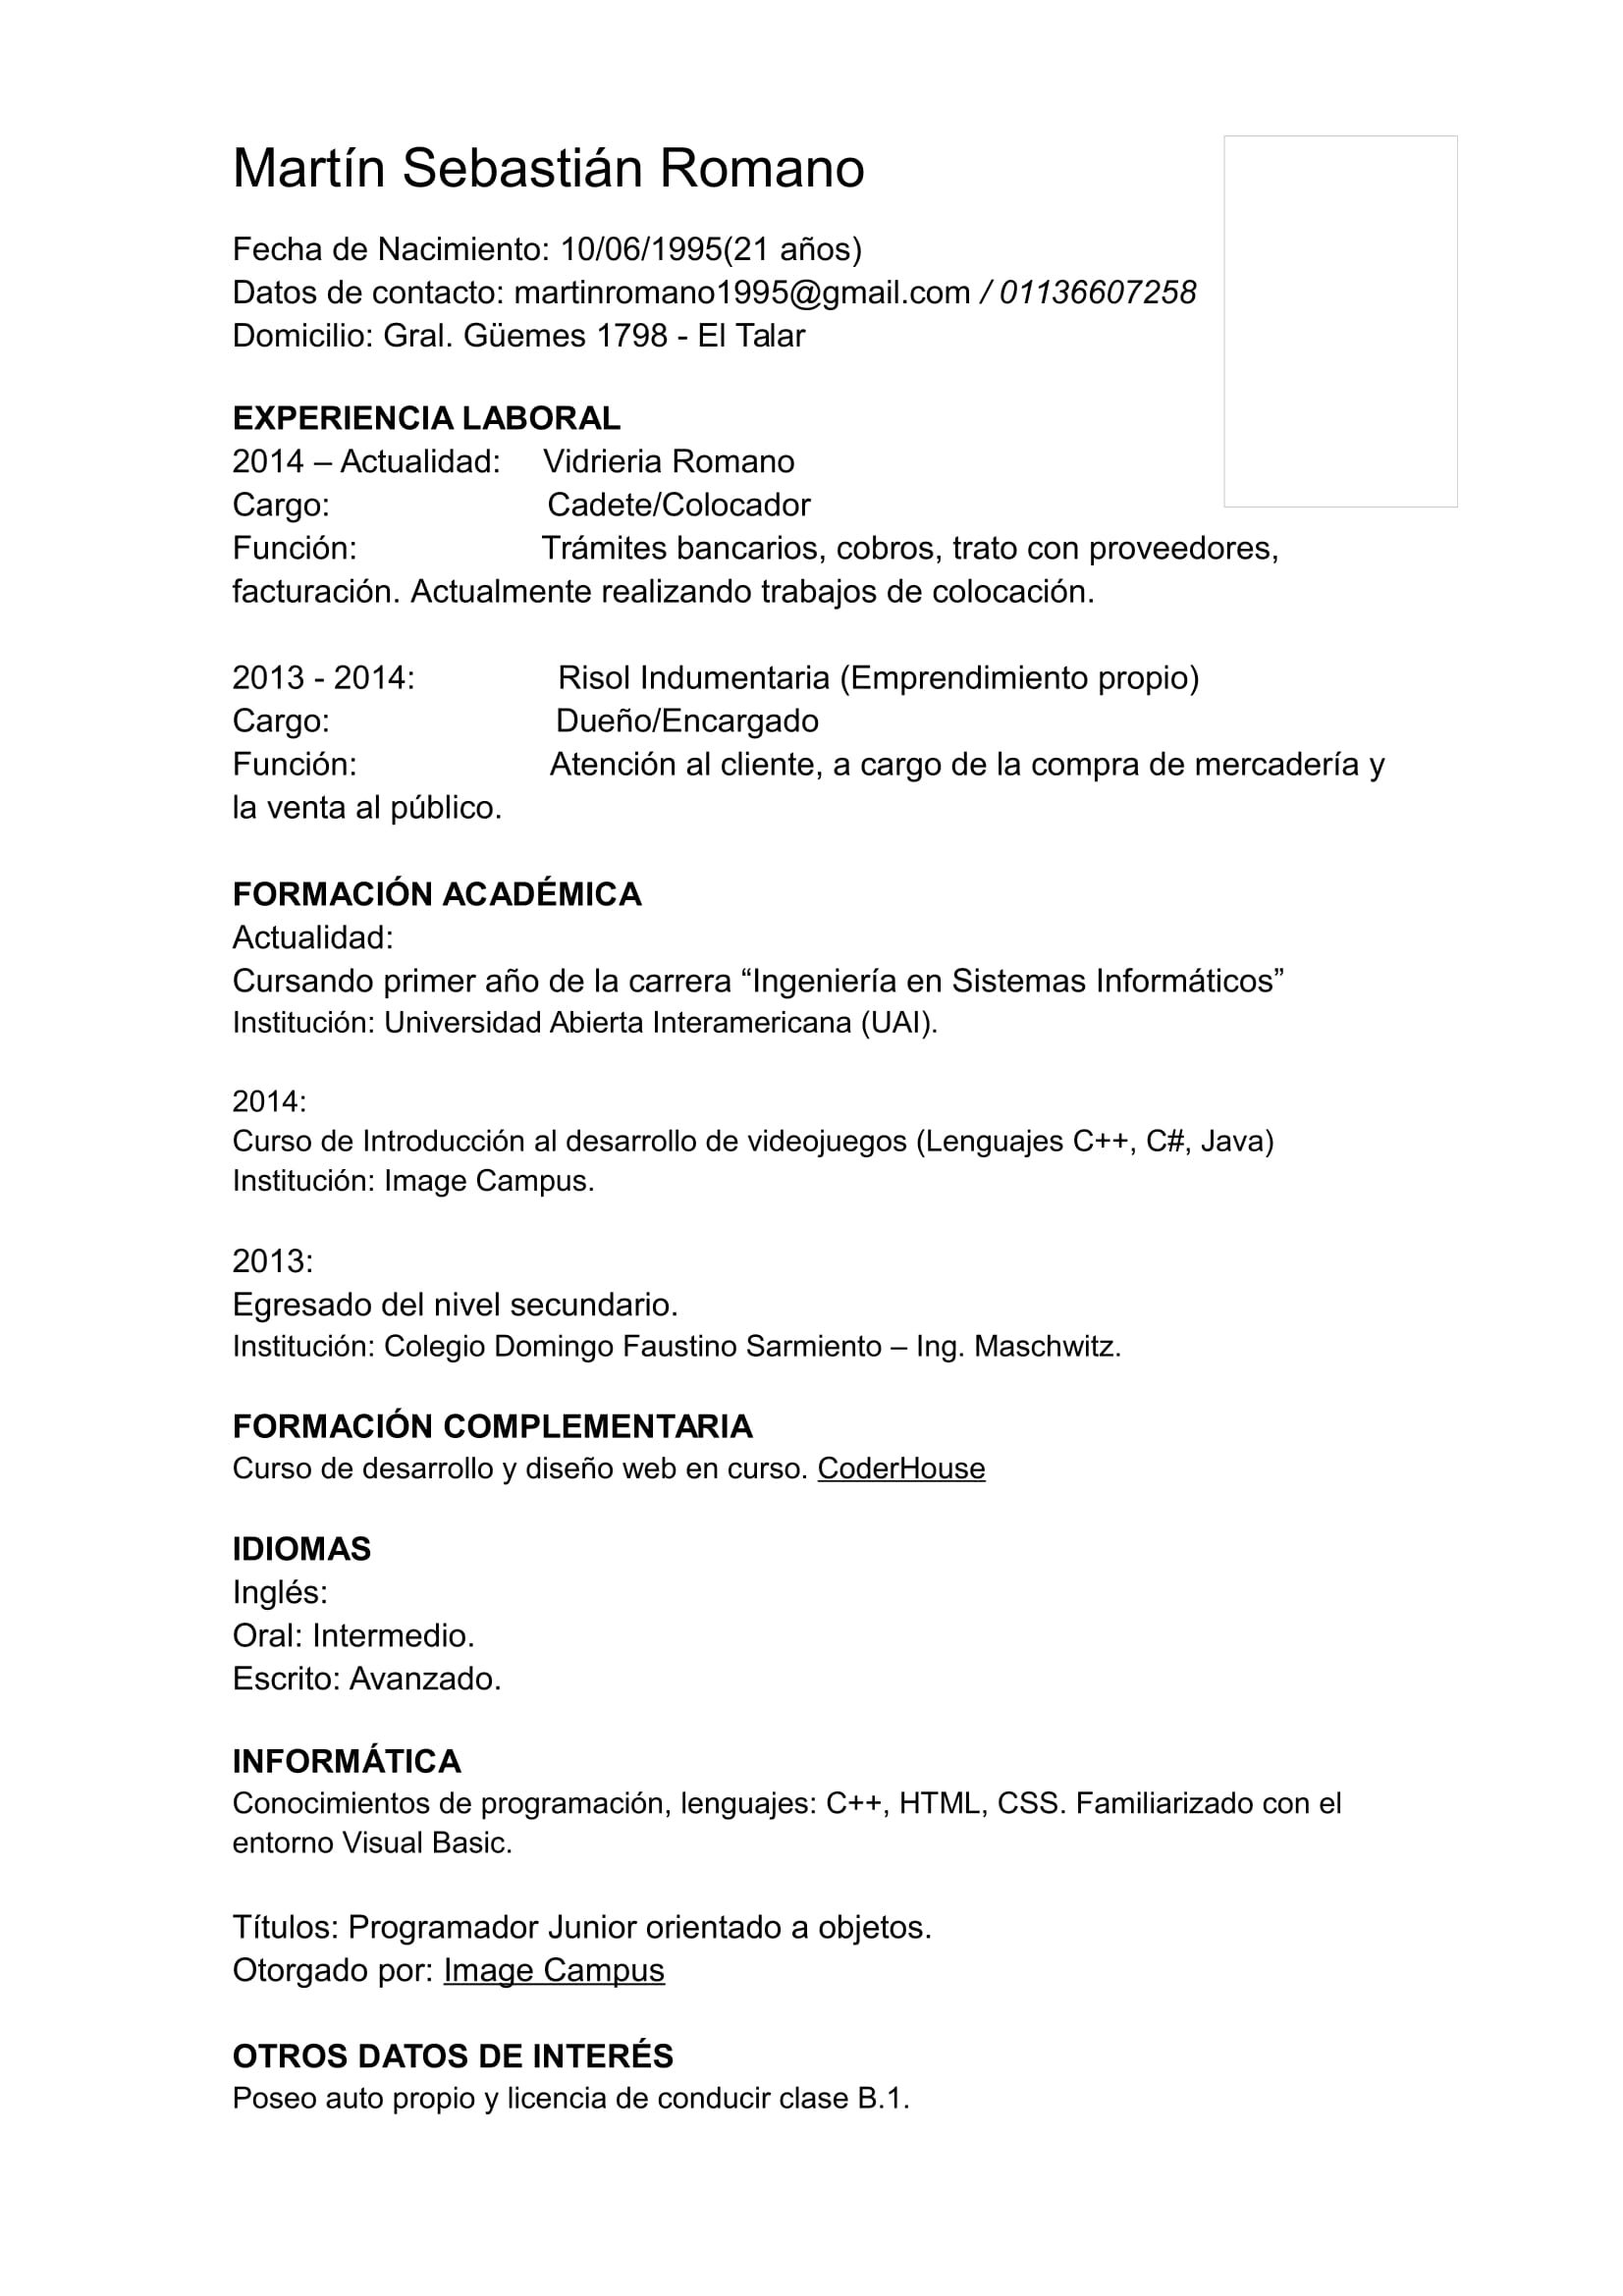 Martín Sebastián Romano
Fecha de Nacimiento: 10/06/1995(21 años)
Datos de contacto: martinromano1995@gmail.com / 01136607258
Domicilio: Gral. Güemes 1798 - El Talar
EXPERIENCIA LABORAL
2014 – Actualidad: Vidrieria Romano
Cargo: Cadete/Colocador
Función: Trámites bancarios, cobros, trato con proveedores,
facturación. Actualmente realizando trabajos de colocación.
2013 - 2014: Risol Indumentaria (Emprendimiento propio)
Cargo: Dueño/Encargado
Función: Atención al cliente, a cargo de la compra de mercadería y
la venta al público.
FORMACIÓN ACADÉMICA
Actualidad:
Cursando primer año de la carrera “Ingeniería en Sistemas Informáticos”
Institución: Universidad Abierta Interamericana (UAI).
2014:
Curso de Introducción al desarrollo de videojuegos (Lenguajes C++, C#, Java)
Institución: Image Campus.
2013:
Egresado del nivel secundario.
Institución: Colegio Domingo Faustino Sarmiento – Ing. Maschwitz.
FORMACIÓN COMPLEMENTARIA
Curso de desarrollo y diseño web en curso. CoderHouse
IDIOMAS
Inglés:
Oral: Intermedio.
Escrito: Avanzado.
INFORMÁTICA
Conocimientos de programación, lenguajes: C++, HTML, CSS. Familiarizado con el
entorno Visual Basic.
Títulos: Programador Junior orientado a objetos.
Otorgado por: Image Campus
OTROS DATOS DE INTERÉS
Poseo auto propio y licencia de conducir clase B.1.